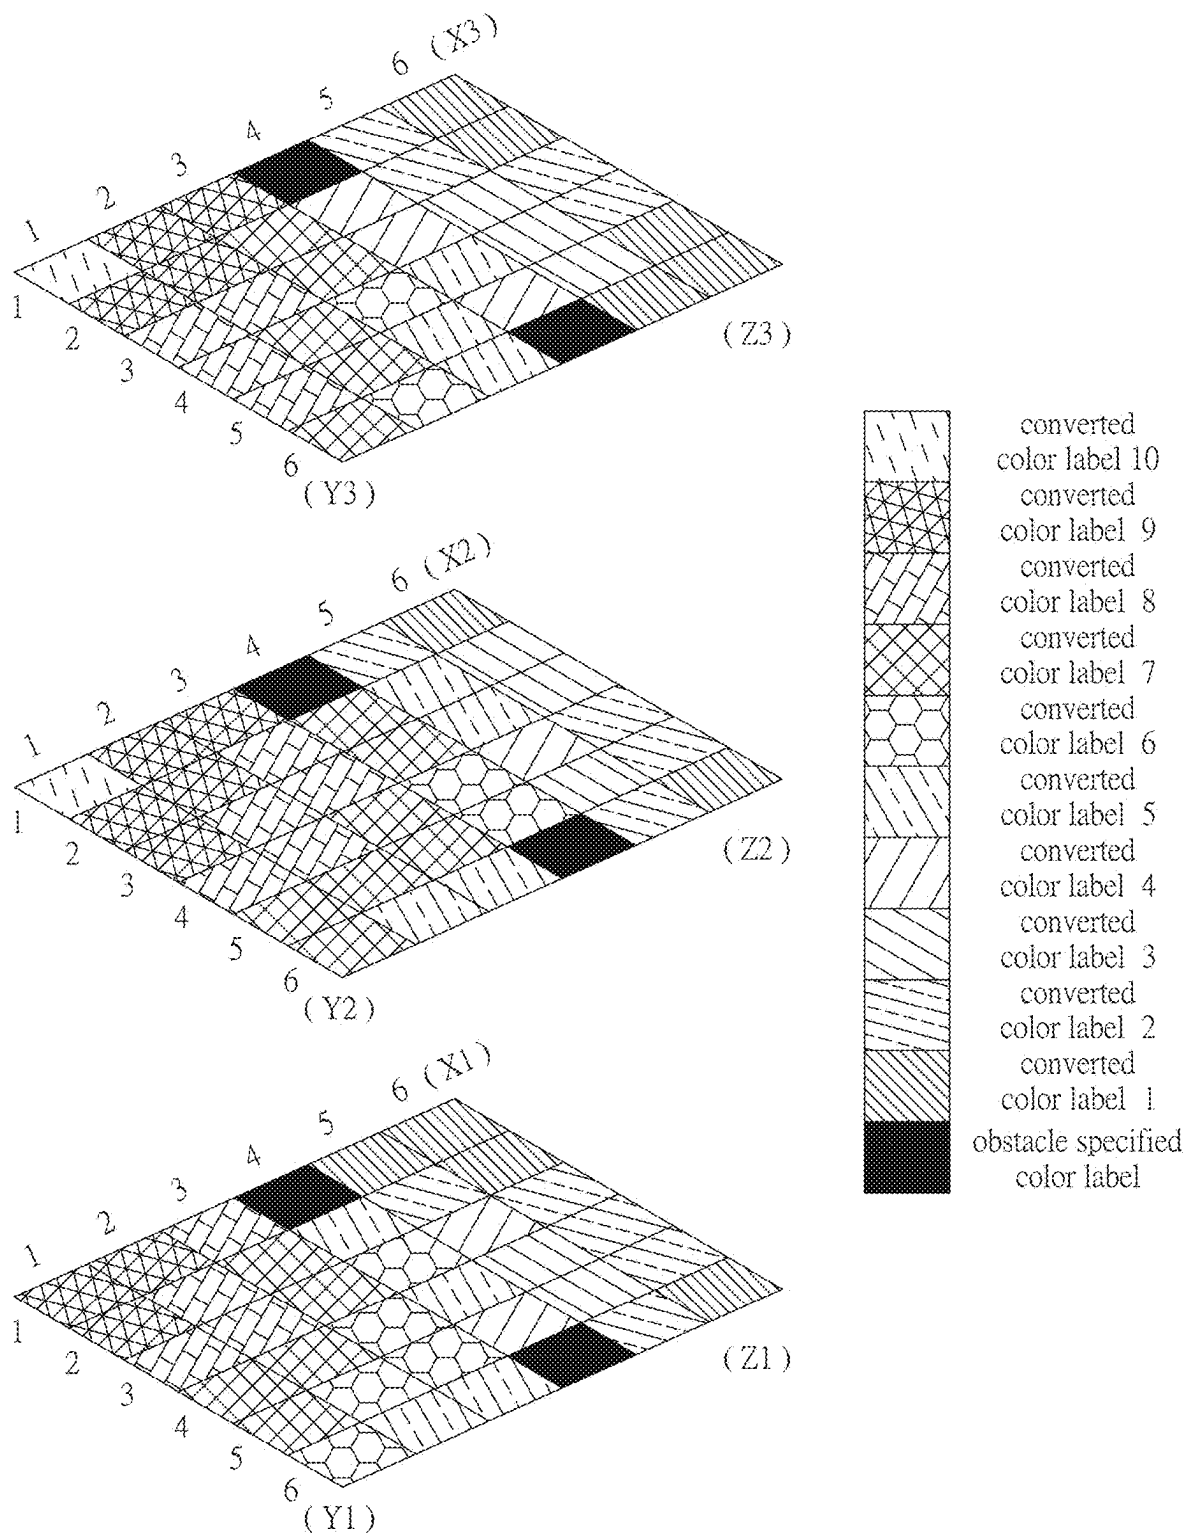 6 (X3)
5
4
3
2
1
1
2
3
4
5
6
(Y3)
(Z3)
6 (X2)
5
4
3
2
1
1
2
3
4
5
6
(Y2)
(Z2)
6 (X1)
5
4
3
2
1
1
2
3
4
5
6
(Y1)
(Z1)
converted
color label 10
converted
color label 9
converted
color label 8
converted
color label 7
converted
color label 6
converted
color label 5
converted
color label 4
converted
color label 3
converted
color label 2
converted
color label 1
obstacle specified
color label